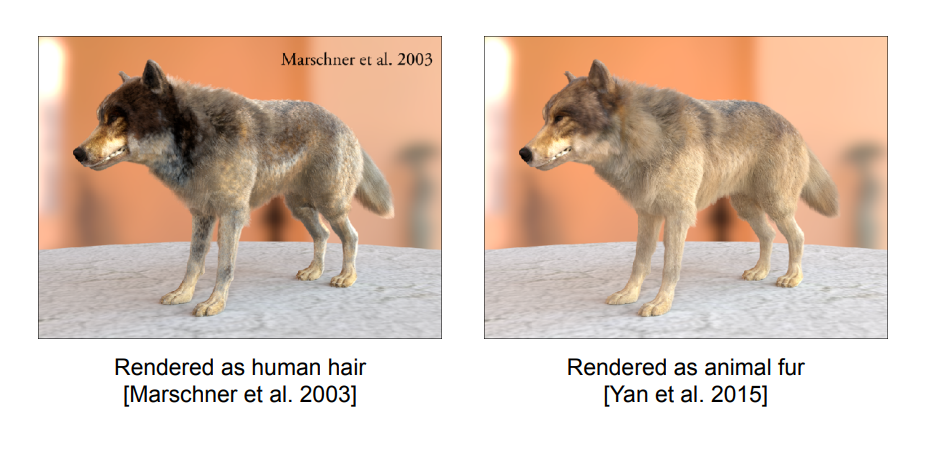 Marschner et al. 2003
Rendered as human hair
[Marschner et al. 2003]
Rendered as animal fur
[Yan et al. 2015]